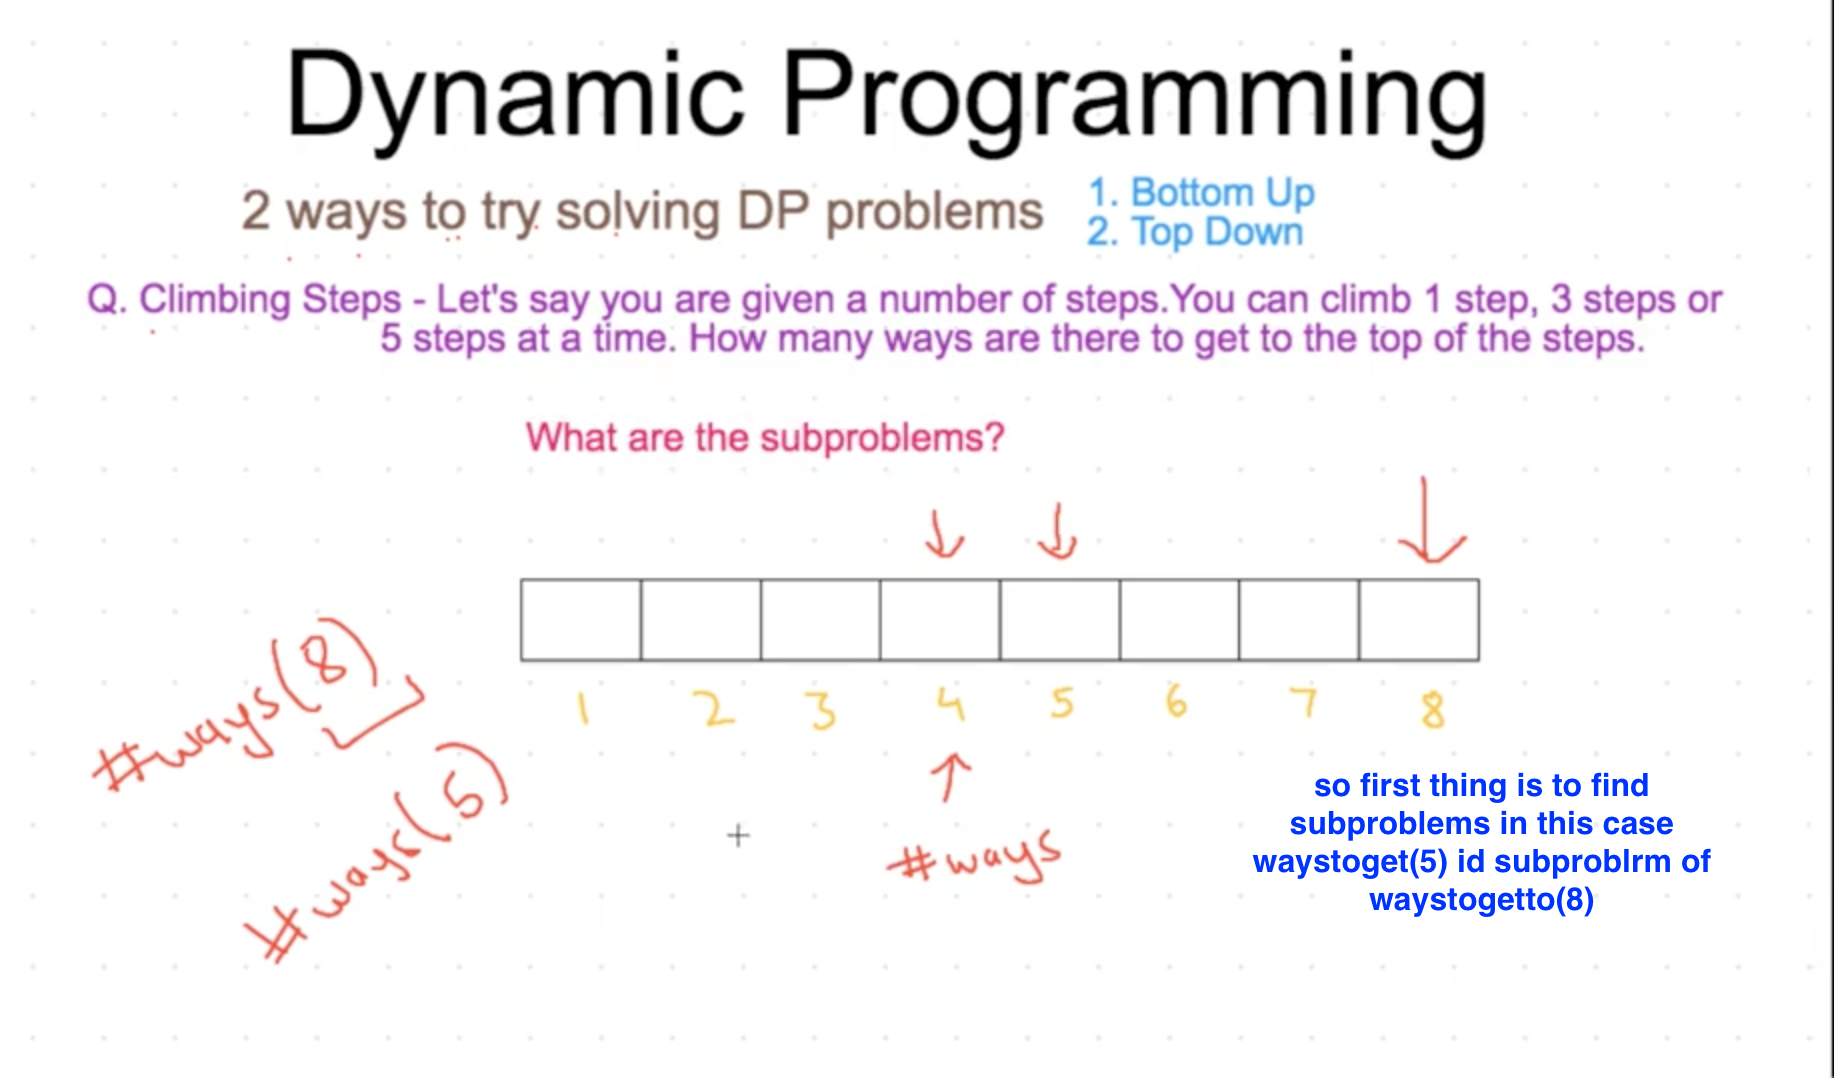 Dynamic Programming
2 ways to try solving DP problems
1. Bottom Up
2. Top Down
Q. Climbing Steps - Let's say you are given a number of steps.You can climb 1 step, 3 steps or
5 steps at a time. How many ways are there to get to the top of the steps.
What are the subproblems?
#ways(8)
1 2 3 4 5 6 7 8
#ways(5)
#ways
so first thing is to find
subproblems in this case
waystoget(5) id subproblrm of
waystogetto(8)